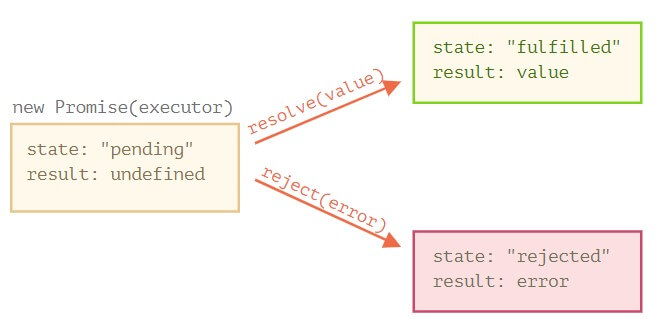 new Promise(executor)
state: "pending"
result: undefined
resolve(value)
state: "fulfilled"
result: value
reject(error)
state: "rejected"
result: error